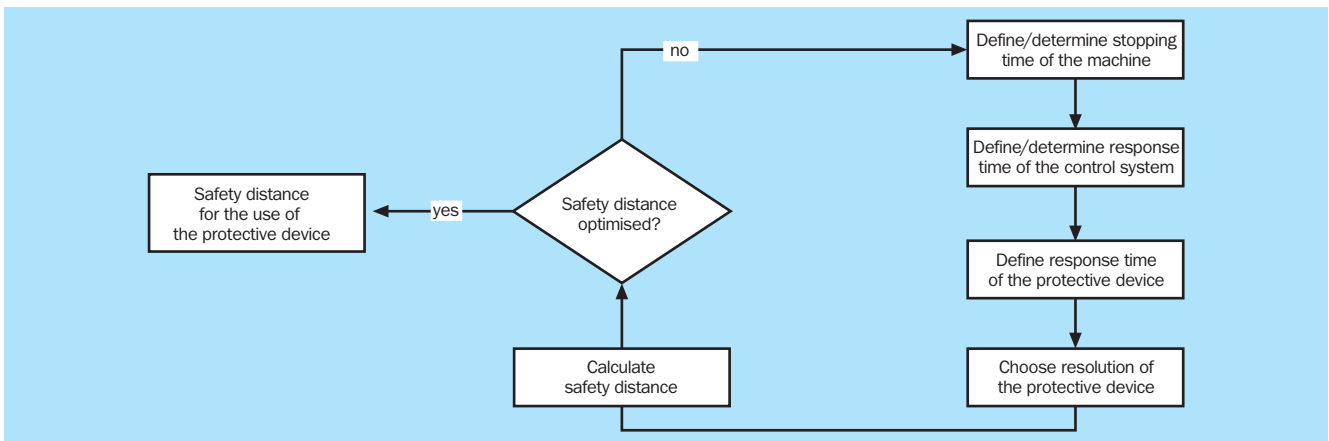 no
Define/determine stopping
time of the machine
Define/determine response
time of the control system
Safety distance
for the use of
the protective device
yes
Safety distance
optimised?
Define response time
of the protective device
Calculate
safety distance
Choose resolution of
the protective device